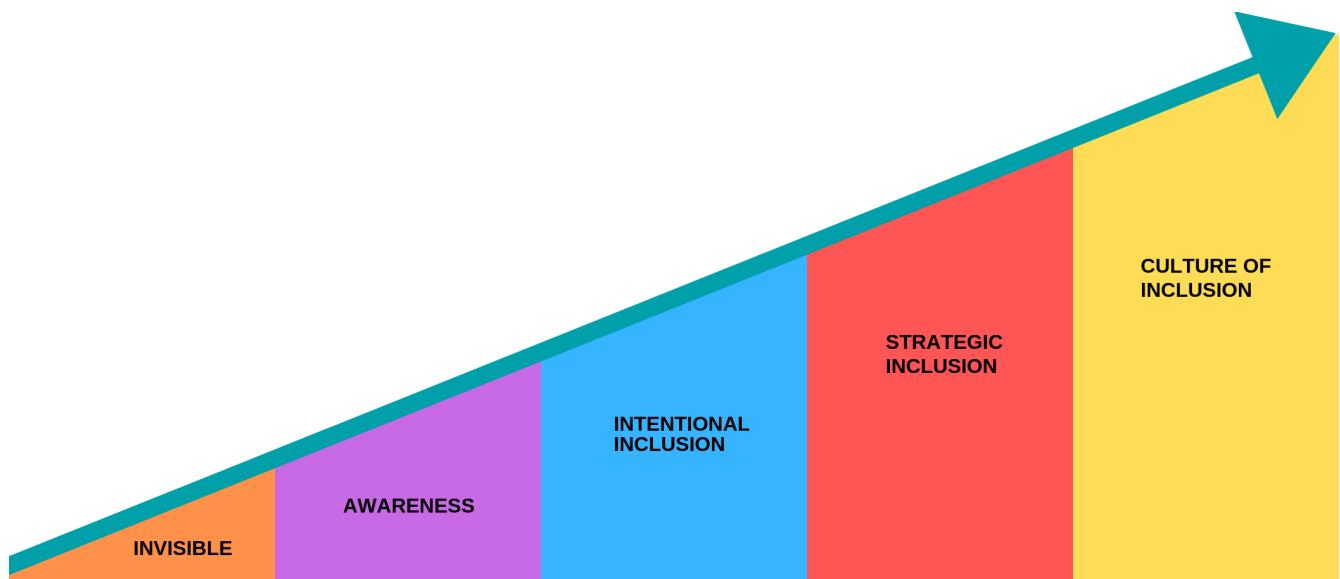 INVISIBLE
AWARENESS
INTENTIONAL
INCLUSION
STRATEGIC
INCLUSION
CULTURE OF
INCLUSION